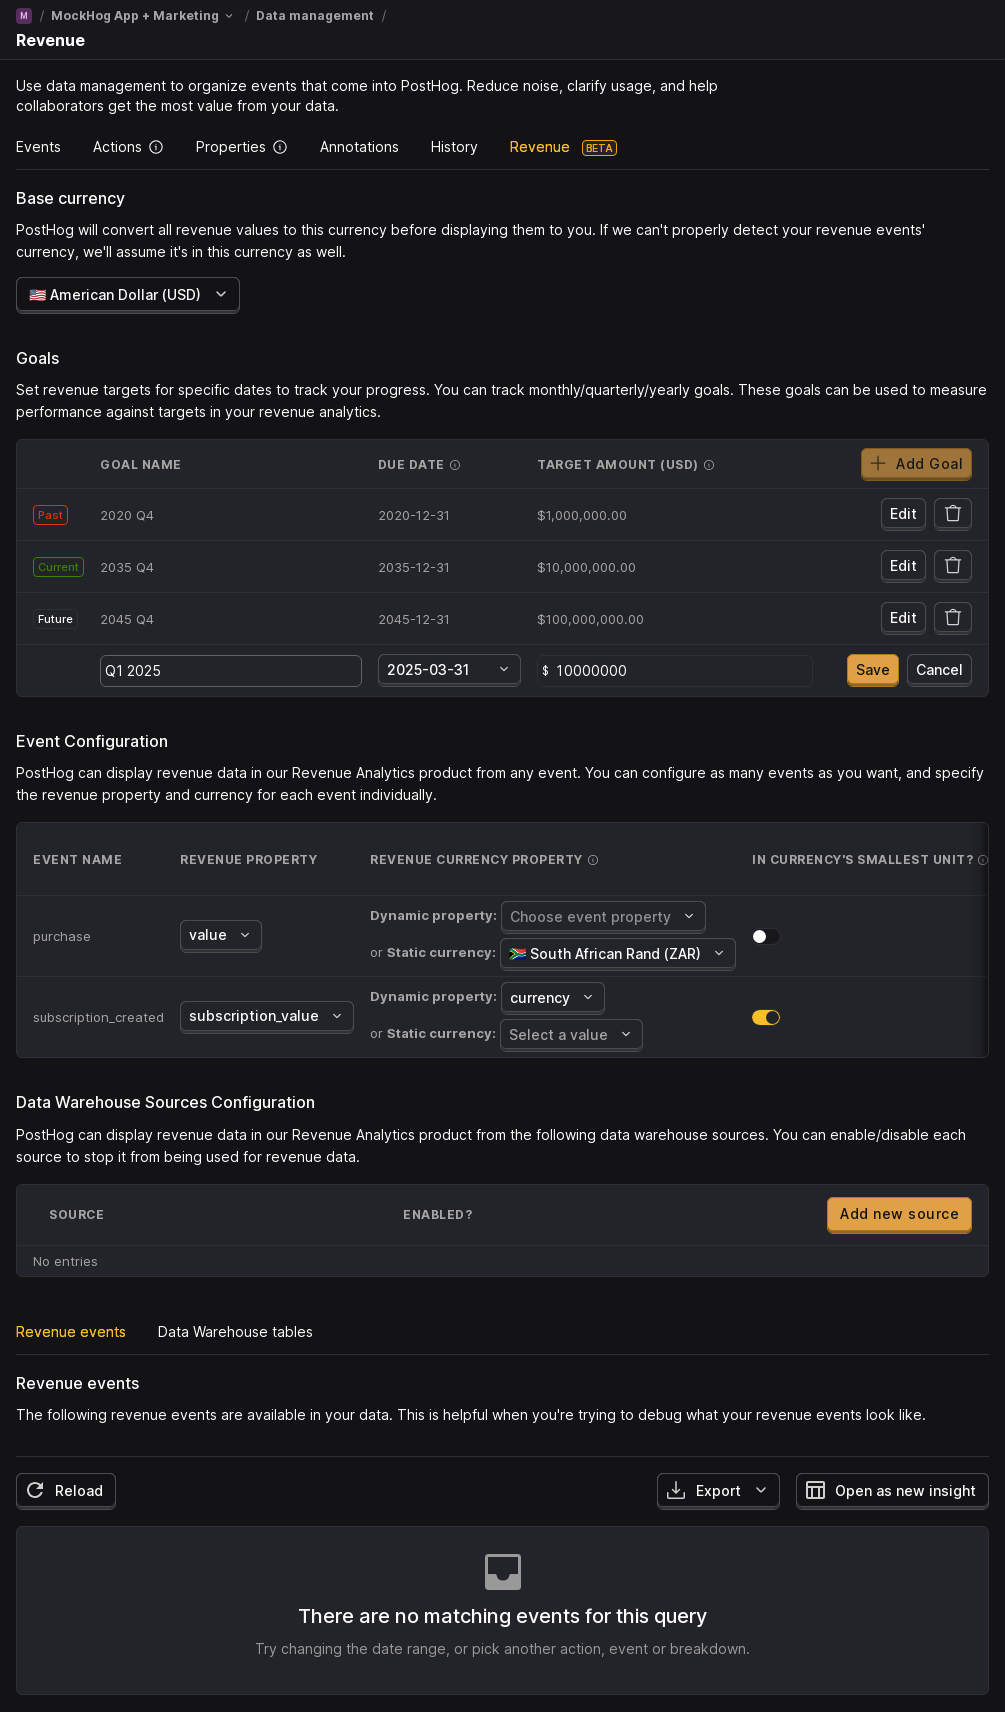 M / MockHog App + Marketing / Data management /
Revenue
Use data management to organize events that come into PostHog. Reduce noise, clarify usage, and help
collaborators get the most value from your data.
Events Actions Properties Annotations History Revenue BETA
Base currency
PostHog will convert all revenue values to this currency before displaying them to you. If we can't properly detect your revenue events'
currency, we'll assume it's in this currency as well.
🇺🇸 American Dollar (USD)
Goals
Set revenue targets for specific dates to track your progress. You can track monthly/quarterly/yearly goals. These goals can be used to measure
performance against targets in your revenue analytics.
GOAL NAME DUE DATE TARGET AMOUNT (USD) Add Goal
Past 2020 Q4 2020-12-31 $1,000,000.00 Edit
Current 2035 Q4 2035-12-31 $10,000,000.00 Edit
Future 2045 Q4 2045-12-31 $100,000,000.00 Edit
Q1 2025 2025-03-31 $ 10000000 Save Cancel
Event Configuration
PostHog can display revenue data in our Revenue Analytics product from any event. You can configure as many events as you want, and specify
the revenue property and currency for each event individually.
EVENT NAME REVENUE PROPERTY REVENUE CURRENCY PROPERTY IN CURRENCY'S SMALLEST UNIT?
purchase value Dynamic property: Choose event property
or Static currency: 🇿🇦 South African Rand (ZAR)
subscription_created subscription_value Dynamic property: currency
or Static currency: Select a value
Data Warehouse Sources Configuration
PostHog can display revenue data in our Revenue Analytics product from the following data warehouse sources. You can enable/disable each
source to stop it from being used for revenue data.
SOURCE ENABLED? Add new source
No entries
Revenue events Data Warehouse tables
Revenue events
The following revenue events are available in your data. This is helpful when you're trying to debug what your revenue events look like.
Reload Export Open as new insight
There are no matching events for this query
Try changing the date range, or pick another action, event or breakdown.